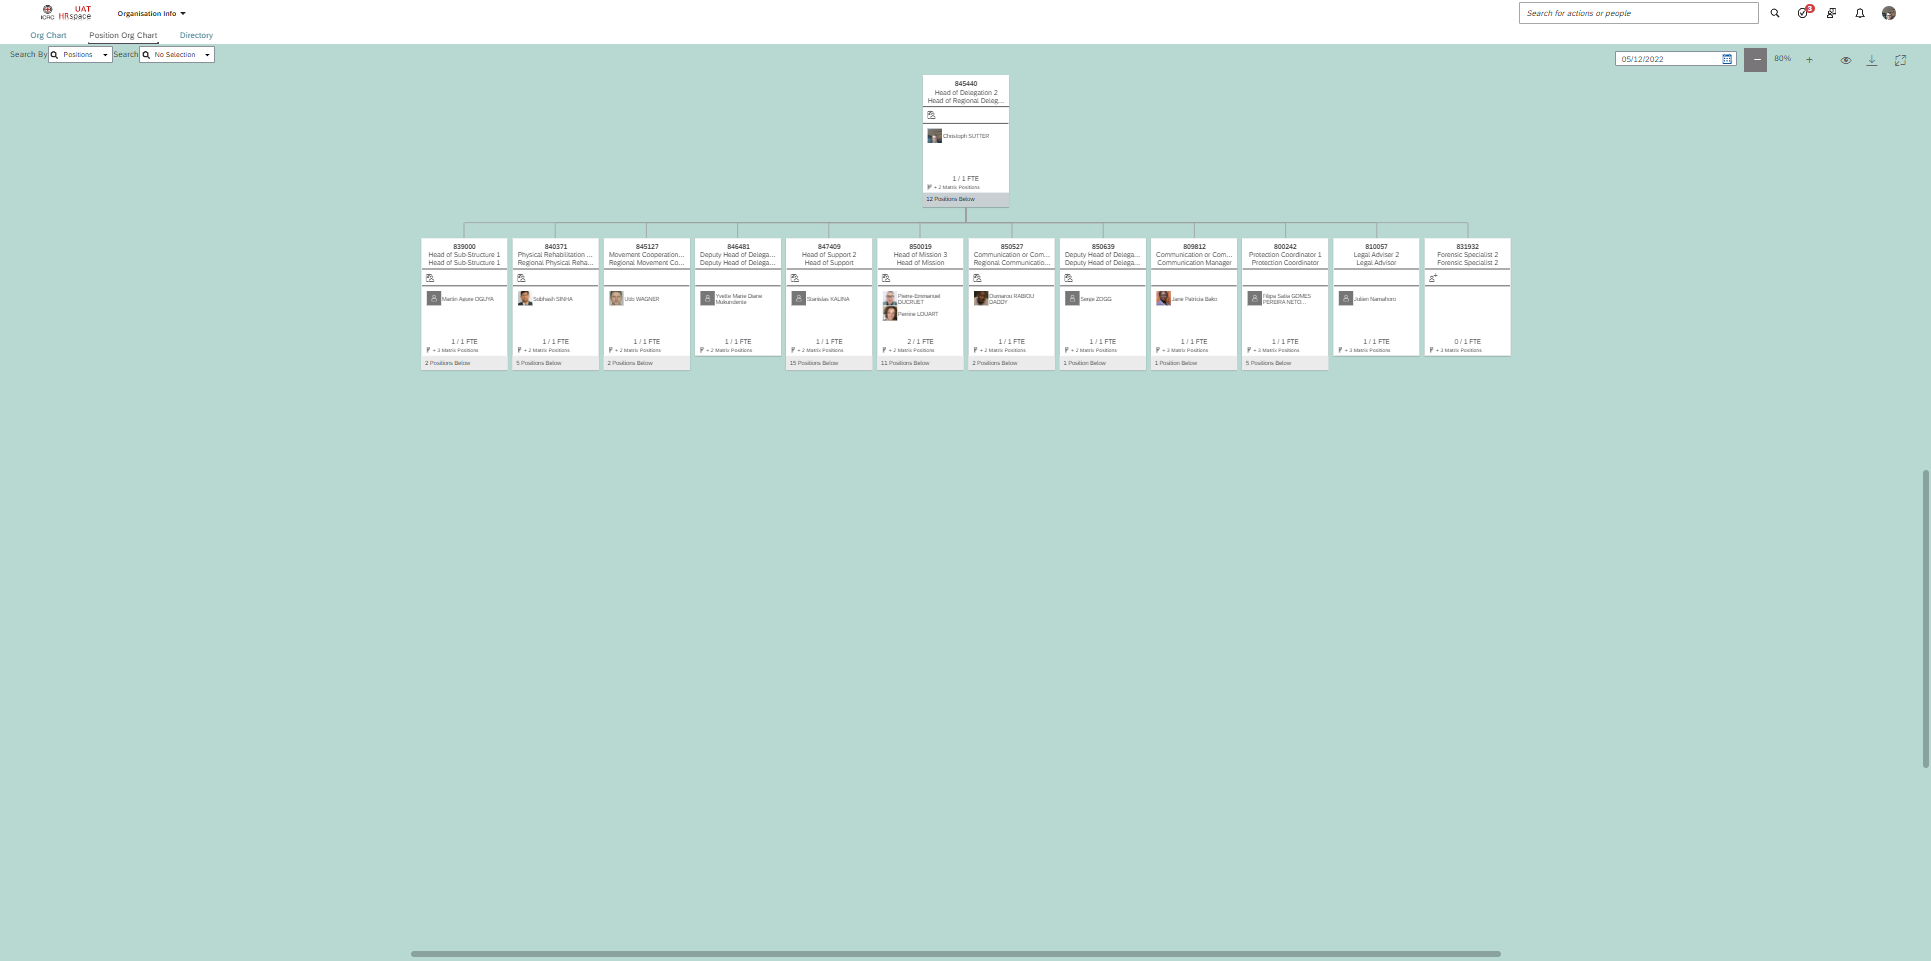 ICRC
UAT
HRspace
Organisation Info
Search for actions or people
3
Org Chart
Position Org Chart
Directory
Search By
Positions
Search
No Selection
05/12/2022
80%
845440
Head of Delegation 2
Head of Regional Deleg...
Christoph SUTTER
1 / 1 FTE
+ 2 Matrix Positions
12 Positions Below
839000
Head of Sub-Structure 1
Head of Sub-Structure 1
Martin Agore OGUYA
1 / 1 FTE
+ 3 Matrix Positions
2 Positions Below
840371
Physical Rehabilitation ...
Regional Physical Reha...
Subhash SINHA
1 / 1 FTE
+ 2 Matrix Positions
5 Positions Below
845127
Movement Cooperation...
Regional Movement Co...
Udo WAGNER
1 / 1 FTE
+ 2 Matrix Positions
2 Positions Below
846481
Deputy Head of Delega...
Deputy Head of Delega...
Yvette Marie Diane
Mukundente
1 / 1 FTE
+ 2 Matrix Positions
847409
Head of Support 2
Head of Support
Stanislas KALINA
1 / 1 FTE
+ 2 Matrix Positions
15 Positions Below
850019
Head of Mission 3
Head of Mission
Pierre-Emmanuel
DUCRUET
Perrine LOUART
2 / 1 FTE
+ 2 Matrix Positions
11 Positions Below
850527
Communication or Com...
Regional Communicatio...
Oumarou RABIOU
DADDY
1 / 1 FTE
+ 2 Matrix Positions
2 Positions Below
850639
Deputy Head of Delega...
Deputy Head of Delega...
Serge ZOGG
1 / 1 FTE
+ 2 Matrix Positions
1 Position Below
809812
Communication or Com...
Communication Manager
Jane Patricia Bako
1 / 1 FTE
+ 3 Matrix Positions
1 Position Below
800242
Protection Coordinator 1
Protection Coordinator
Filipa Salia GOMES
PEREIRA NETO...
1 / 1 FTE
+ 3 Matrix Positions
5 Positions Below
810057
Legal Adviser 2
Legal Advisor
Julien Namahoro
1 / 1 FTE
+ 3 Matrix Positions
831932
Forensic Specialist 2
Forensic Specialist 2
0 / 1 FTE
+ 3 Matrix Positions